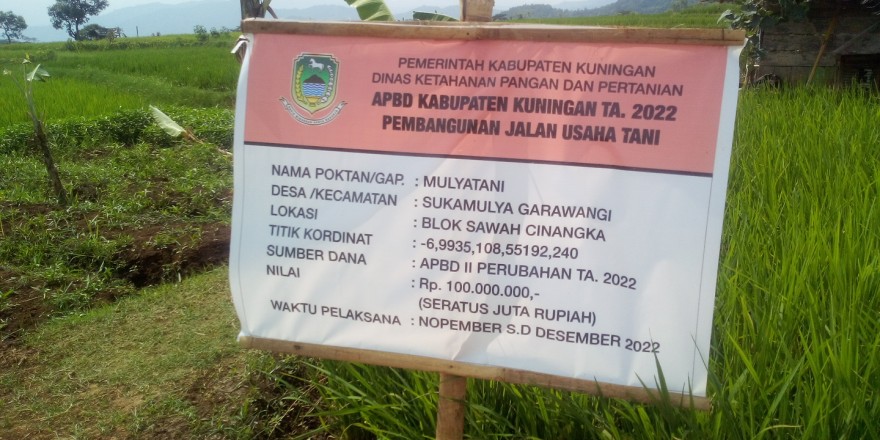 PEMERINTAH KABUPATEN KUNINGAN
DINAS KETAHANAN PANGAN DAN PERTANIAN
APBD KABUPATEN KUNINGAN TA. 2022
PEMBANGUNAN JALAN USAHA TANI
NAMA POKTAN/GAP. : MULYATANI
DESA /KECAMATAN : SUKAMULYA GARAWANGI
LOKASI : BLOK SAWAH CINANGKA
TITIK KORDINAT : -6,9935,108,55192,240
SUMBER DANA : APBD II PERUBAHAN TA. 2022
NILAI : Rp. 100.000.000,-
(SERATUS JUTA RUPIAH)
WAKTU PELAKSANA : NOPEMBER S.D DESEMBER 2022